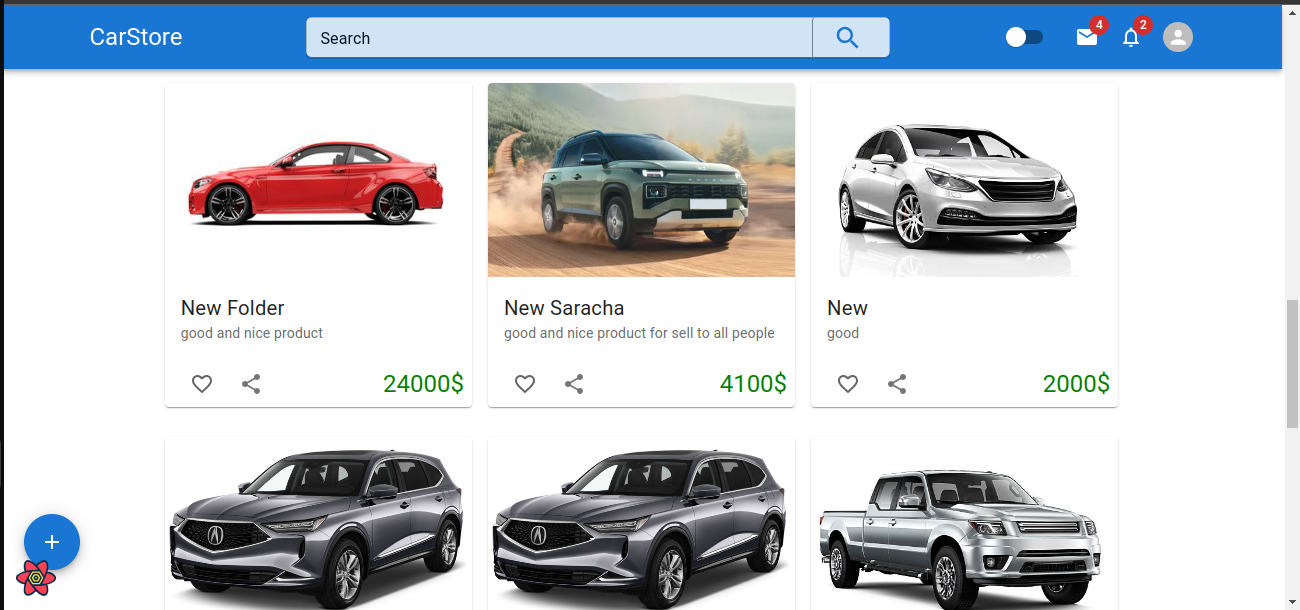 CarStore
Search
4
2
New Folder
good and nice product
24000$
New Saracha
good and nice product for sell to all people
4100$
New
good
2000$